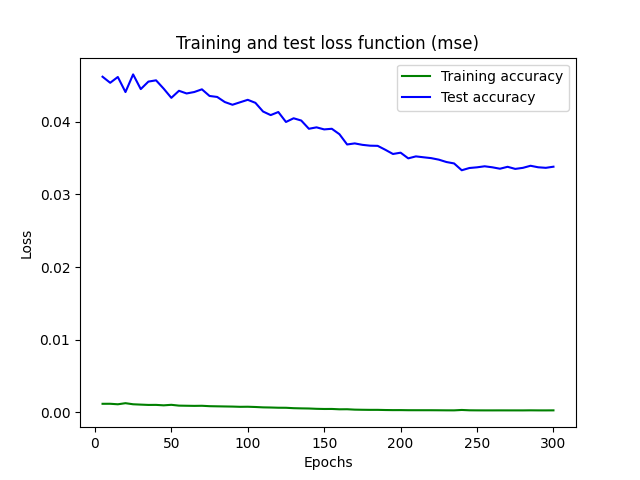 Training and test loss function (mse)
Training accuracy
Test accuracy
0.04
0.03
0.02
0.01
0.00
Loss
0 50 100 150 200 250 300
Epochs